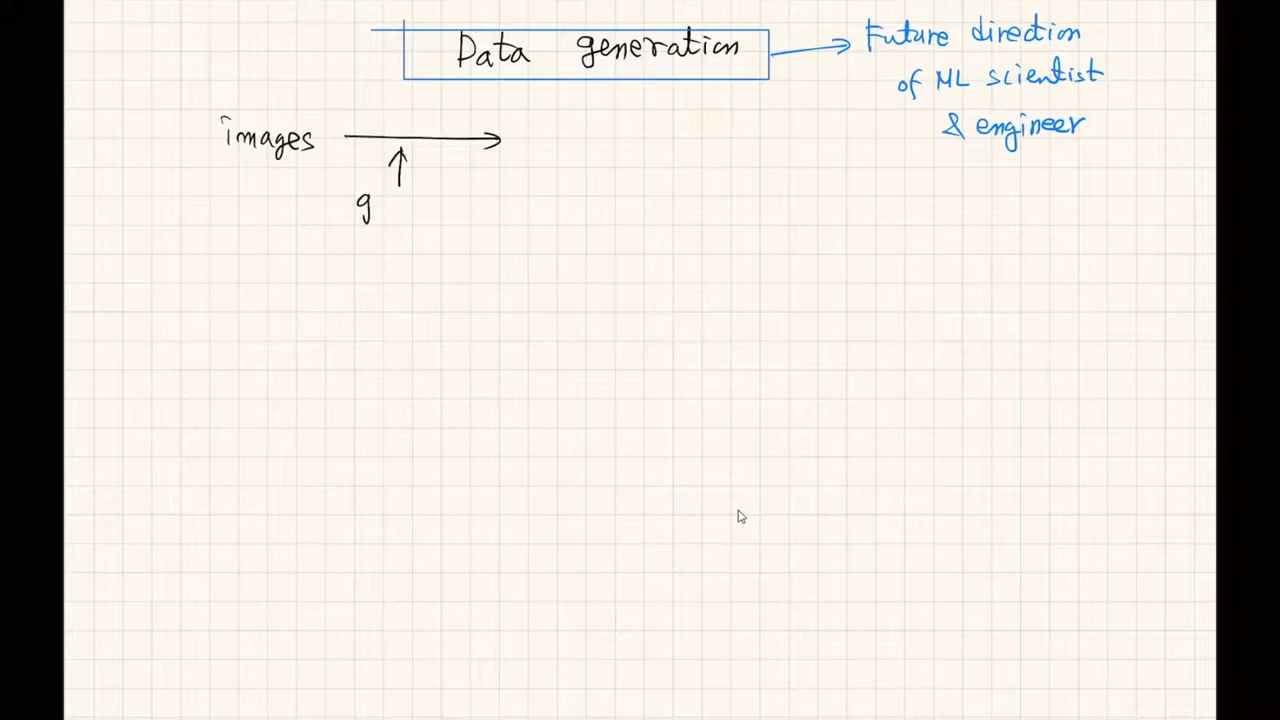 Data generation
Future direction
of ML scientist
& engineer
images
g